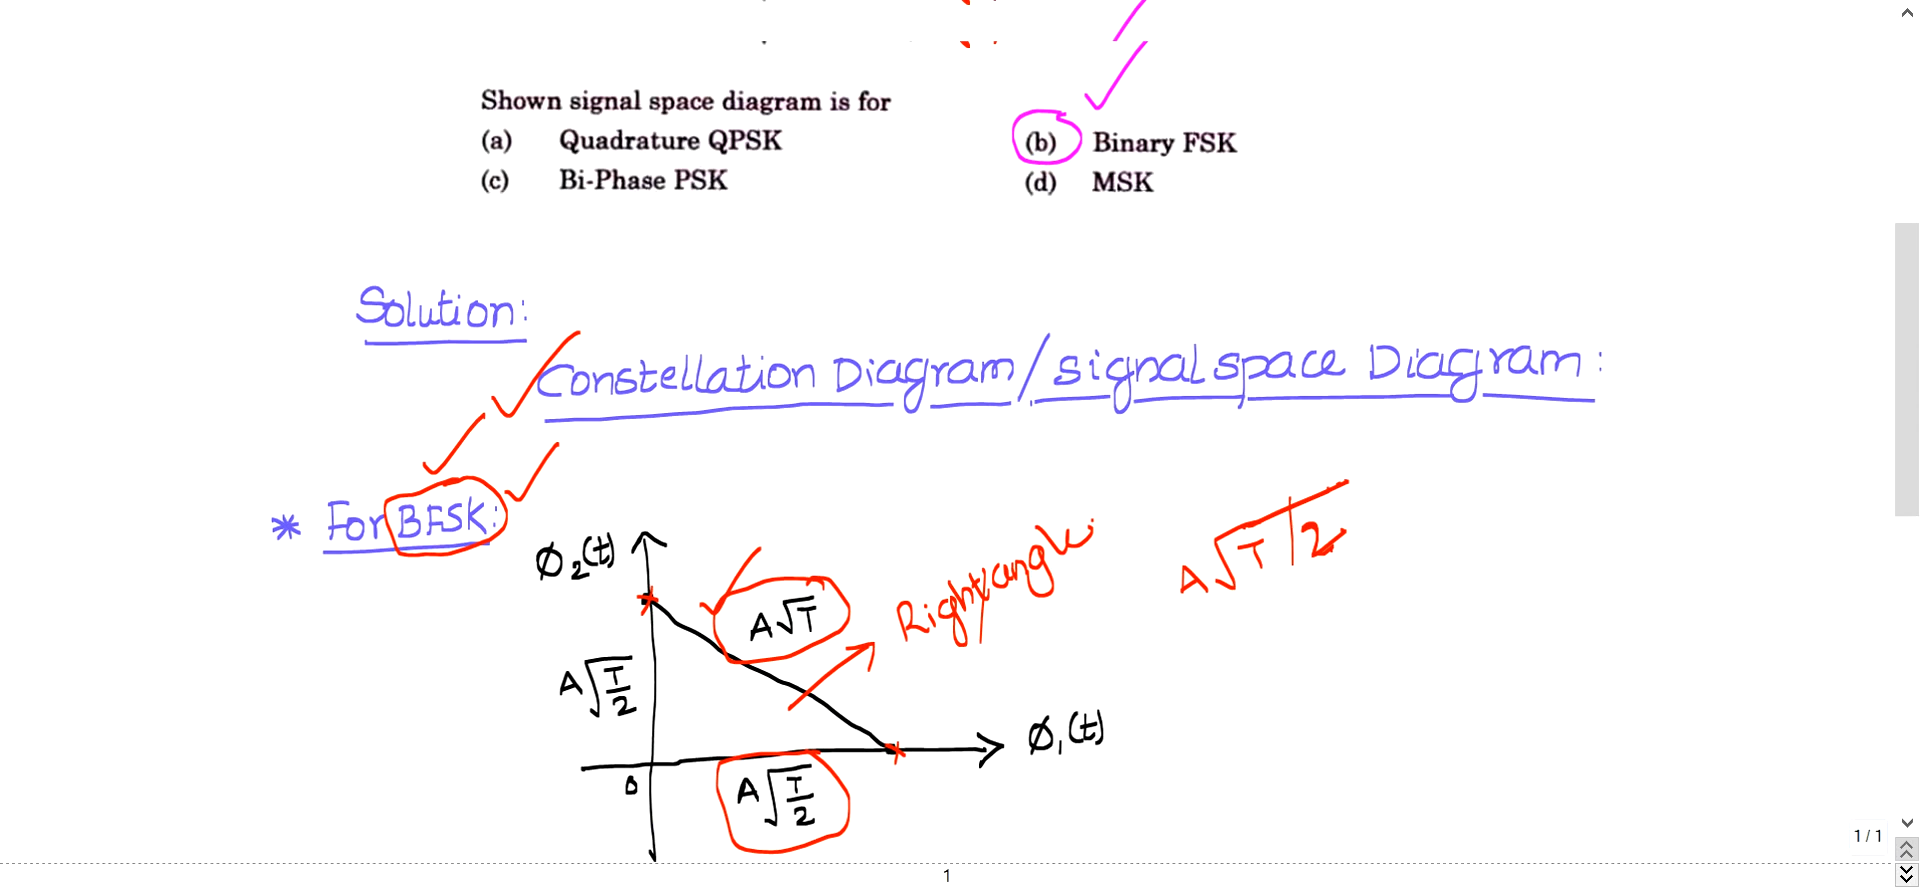 Shown signal space diagram is for
(a) Quadrature QPSK (b) Binary FSK
(c) Bi-Phase PSK (d) MSK
Solution:
Constellation Diagram/signal space Diagram:
* For BFSK:
Ø₂(t)
A√T
Right/angle
A√T/2
A√T/2
Ø₁(t)
0
A√T/2
1 / 1
1